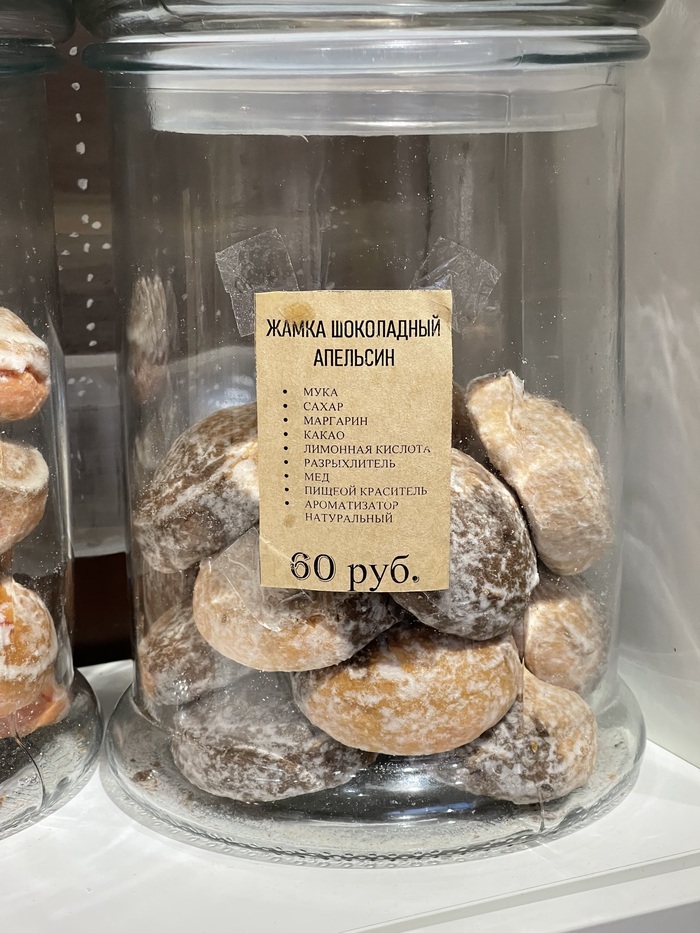 ЖАМКА ШОКОЛАДНЫЙ
АПЕЛЬСИН
• МУКА
• САХАР
• МАРГАРИН
• КАКАО
• ЛИМОННАЯ КИСЛОТА
• РАЗРЫХЛИТЕЛЬ
• МЕД
• ПИЩЕОЙ КРАСИТЕЛЬ
• АРОМАТИЗАТОР
НАТУРАЛЬНЫЙ
60 руб.